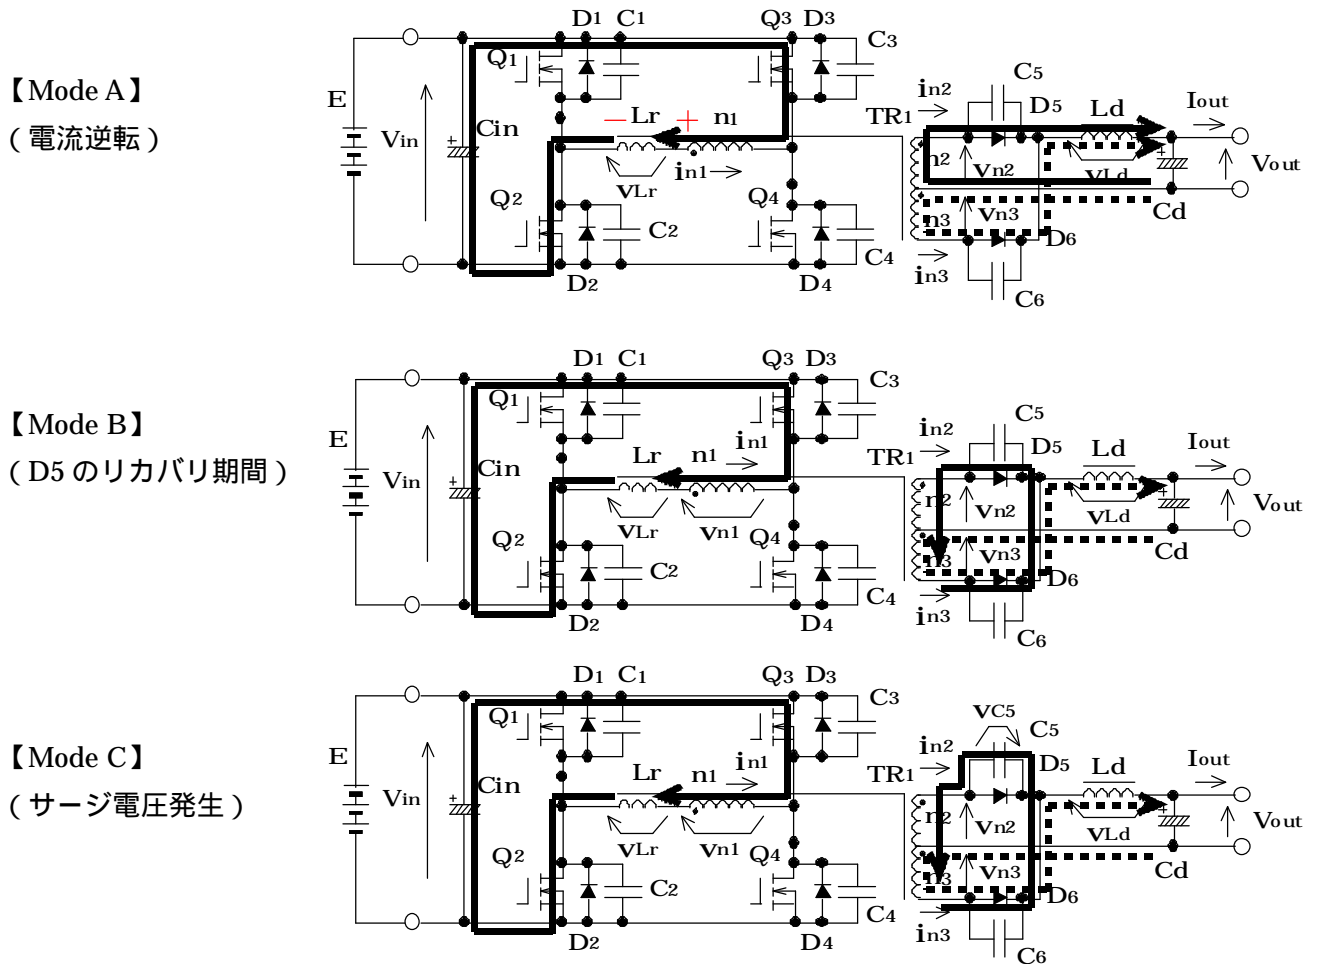 【Mode A】
（電流逆転）
E
Vin
Cin
+
Q1
D1
C1
Q3
D3
C3
− Lr + n1
VLr
in1
Q2
C2
D2
Q4
C4
D4
TR1
in2
C5
D5
Ld
Iout
n2
Vn2
VLd
+
Vout
n3
Vn3
Cd
D6
in3
C6
【Mode B】
（D5 のリカバリ期間）
E
Vin
Cin
+
Q1
D1
C1
Q3
D3
C3
Lr
n1
in1
VLr
Vn1
Q2
C2
D2
Q4
C4
D4
TR1
in2
C5
D5
Ld
Iout
n2
Vn2
VLd
+
Vout
n3
Vn3
Cd
D6
in3
C6
【Mode C】
（サージ電圧発生）
E
Vin
Cin
+
Q1
D1
C1
Q3
D3
C3
Lr
n1
in1
VLr
Vn1
Q2
C2
D2
Q4
C4
D4
TR1
in2
VC5
C5
D5
Ld
Iout
n2
Vn2
VLd
+
Vout
n3
Vn3
Cd
D6
in3
C6